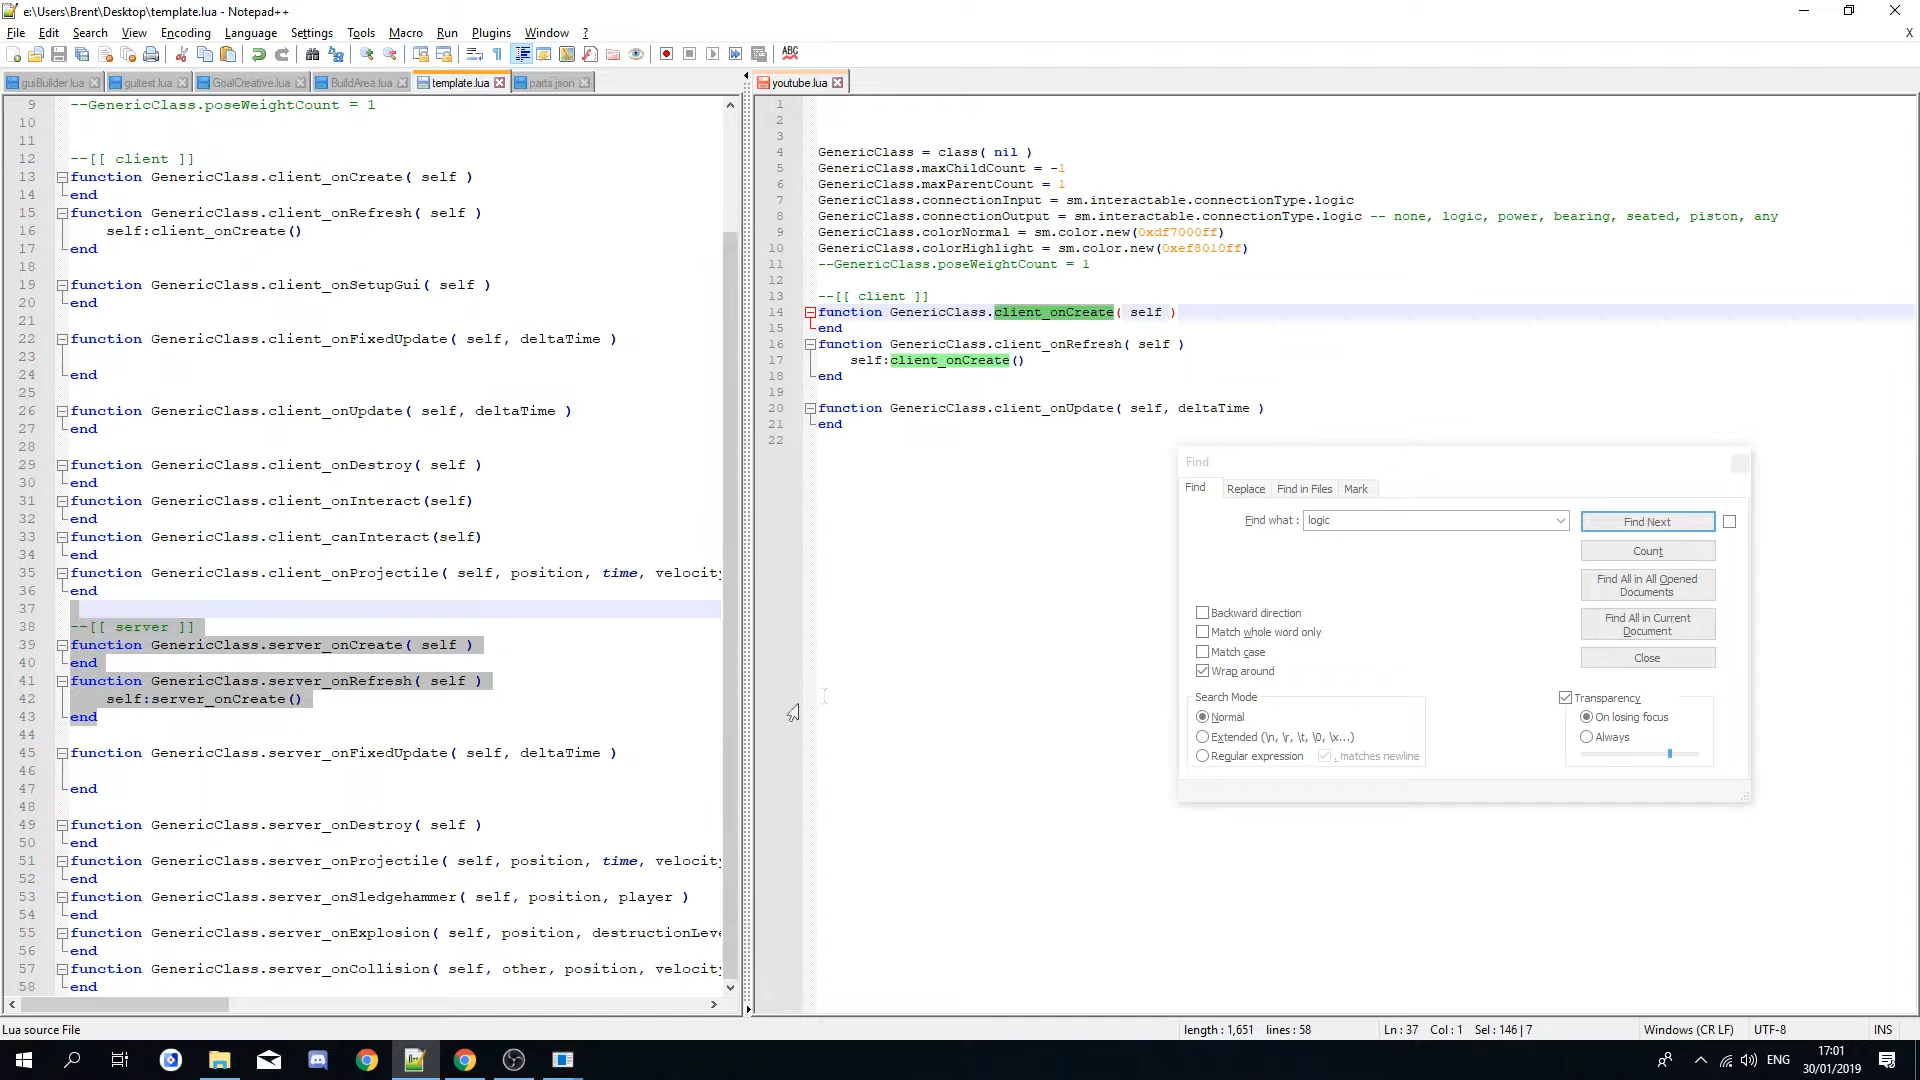 e:\Users\Brent\Desktop\template.lua - Notepad++
File Edit Search View Encoding Language Settings Tools Macro Run Plugins Window ? X
ABC
guiBuilder.lua guitest.lua GoalCreative.lua BuildArea.lua template.lua parts.json
youtube.lua
9 --GenericClass.poseWeightCount = 1
10
11
12 --[[ client ]]
13 function GenericClass.client_onCreate( self )
14 end
15 function GenericClass.client_onRefresh( self )
16 self:client_onCreate()
17 end
18
19 function GenericClass.client_onSetupGui( self )
20 end
21
22 function GenericClass.client_onFixedUpdate( self, deltaTime )
23
24 end
25
26 function GenericClass.client_onUpdate( self, deltaTime )
27 end
28
29 function GenericClass.client_onDestroy( self )
30 end
31 function GenericClass.client_onInteract(self)
32 end
33 function GenericClass.client_canInteract(self)
34 end
35 function GenericClass.client_onProjectile( self, position, time, velocity
36 end
37
38 --[[ server ]]
39 function GenericClass.server_onCreate( self )
40 end
41 function GenericClass.server_onRefresh( self )
42 self:server_onCreate()
43 end
44
45 function GenericClass.server_onFixedUpdate( self, deltaTime )
46
47 end
48
49 function GenericClass.server_onDestroy( self )
50 end
51 function GenericClass.server_onProjectile( self, position, time, velocity
52 end
53 function GenericClass.server_onSledgehammer( self, position, player )
54 end
55 function GenericClass.server_onExplosion( self, position, destructionLeve
56 end
57 function GenericClass.server_onCollision( self, other, position, velocity
58 end
1
2
3
4 GenericClass = class( nil )
5 GenericClass.maxChildCount = -1
6 GenericClass.maxParentCount = 1
7 GenericClass.connectionInput = sm.interactable.connectionType.logic
8 GenericClass.connectionOutput = sm.interactable.connectionType.logic -- none, logic, power, bearing, seated, piston, any
9 GenericClass.colorNormal = sm.color.new(0xdf7000ff)
10 GenericClass.colorHighlight = sm.color.new(0xef8010ff)
11 --GenericClass.poseWeightCount = 1
12
13 --[[ client ]]
14 function GenericClass.client_onCreate( self )
15 end
16 function GenericClass.client_onRefresh( self )
17 self:client_onCreate()
18 end
19
20 function GenericClass.client_onUpdate( self, deltaTime )
21 end
22
Find
Find Replace Find in Files Mark
Find what : logic
Find Next
Count
Find All in All Opened Documents
Find All in Current Document
Close
Backward direction
Match whole word only
Match case
Wrap around
Search Mode
Normal
Extended (\n, \r, \t, \0, \x...)
Regular expression . matches newline
Transparency
On losing focus
Always
Lua source File length : 1,651 lines : 58 Ln : 37 Col : 1 Sel : 146 | 7 Windows (CR LF) UTF-8 INS
ENG
17:01
30/01/2019